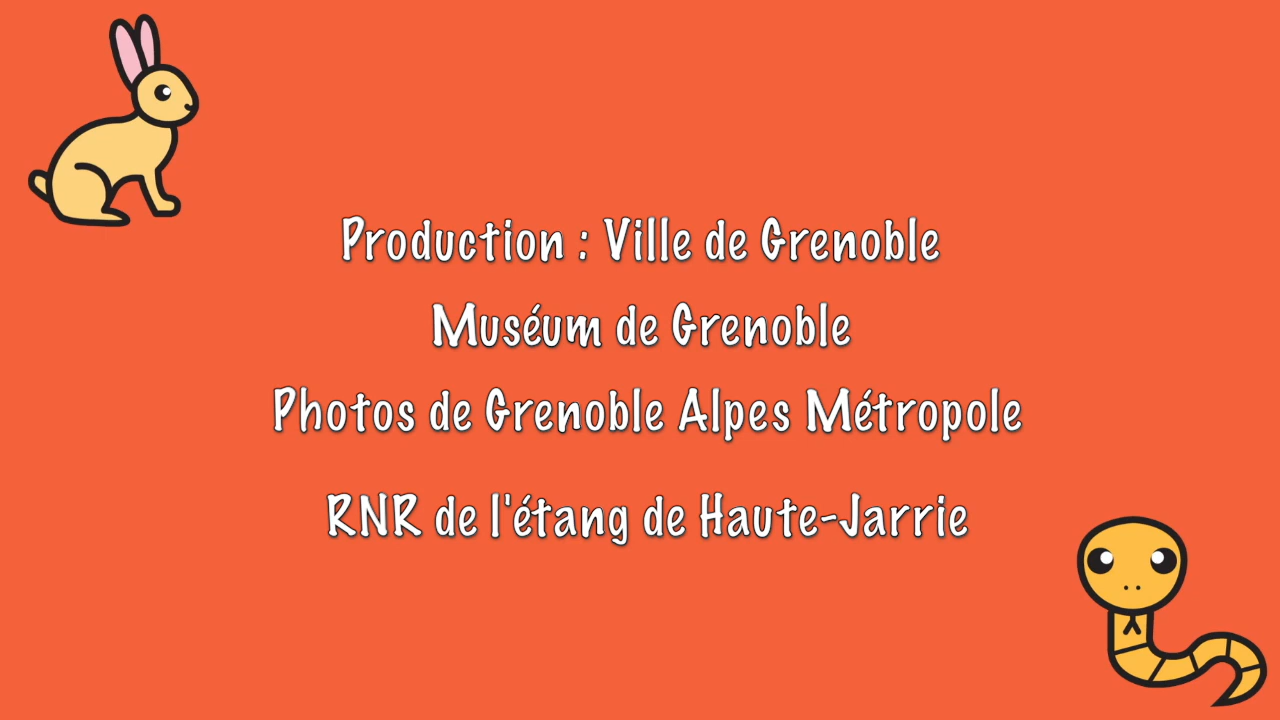 Production : Ville de Grenoble
Muséum de Grenoble
Photos de Grenoble Alpes Métropole
RNR de l'étang de Haute-Jarrie